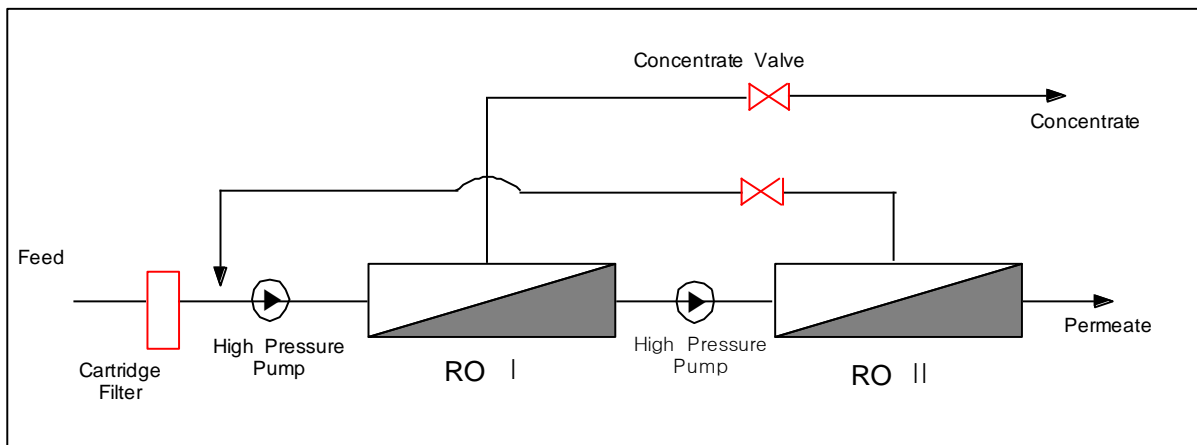 Concentrate Valve
Concentrate
Feed
Cartridge
Filter
High Pressure
Pump
RO I
High Pressure
Pump
RO II
Permeate